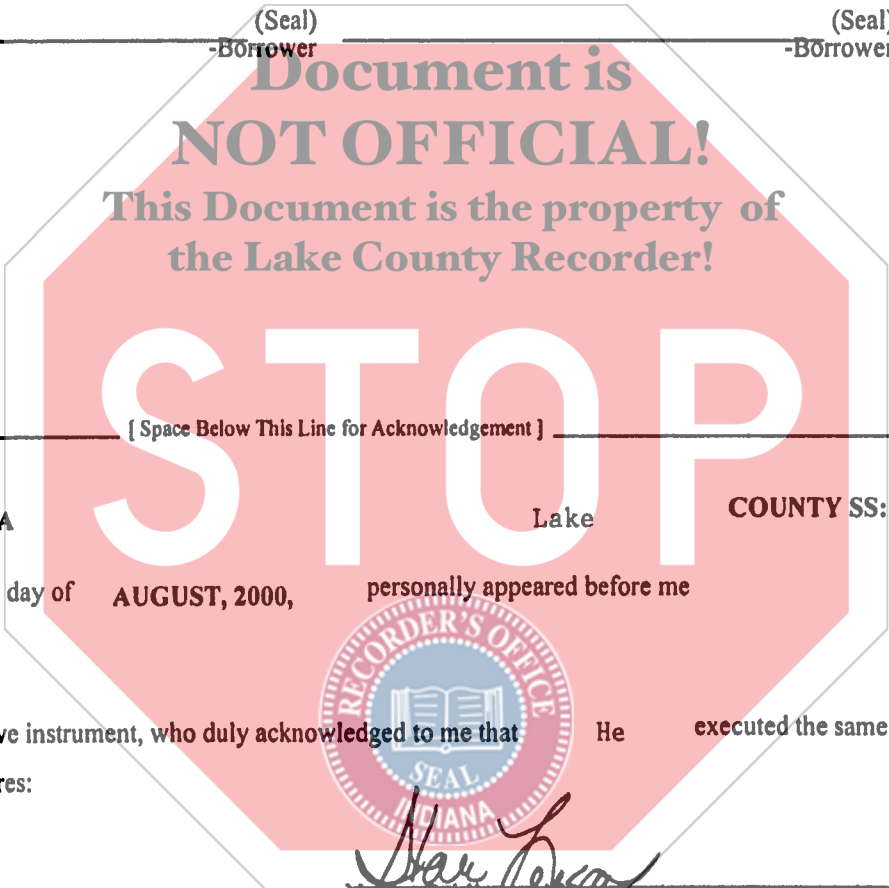 (Seal) (Seal)
-Borrower -Borrower
Document is
NOT OFFICIAL!
This Document is the property of
the Lake County Recorder!
STOP
[ Space Below This Line for Acknowledgement ]
A Lake COUNTY SS:
day of AUGUST, 2000, personally appeared before me
RECORDER'S OFFICE
ve instrument, who duly acknowledged to me that He executed the same
SEAL
res:
INDIANA